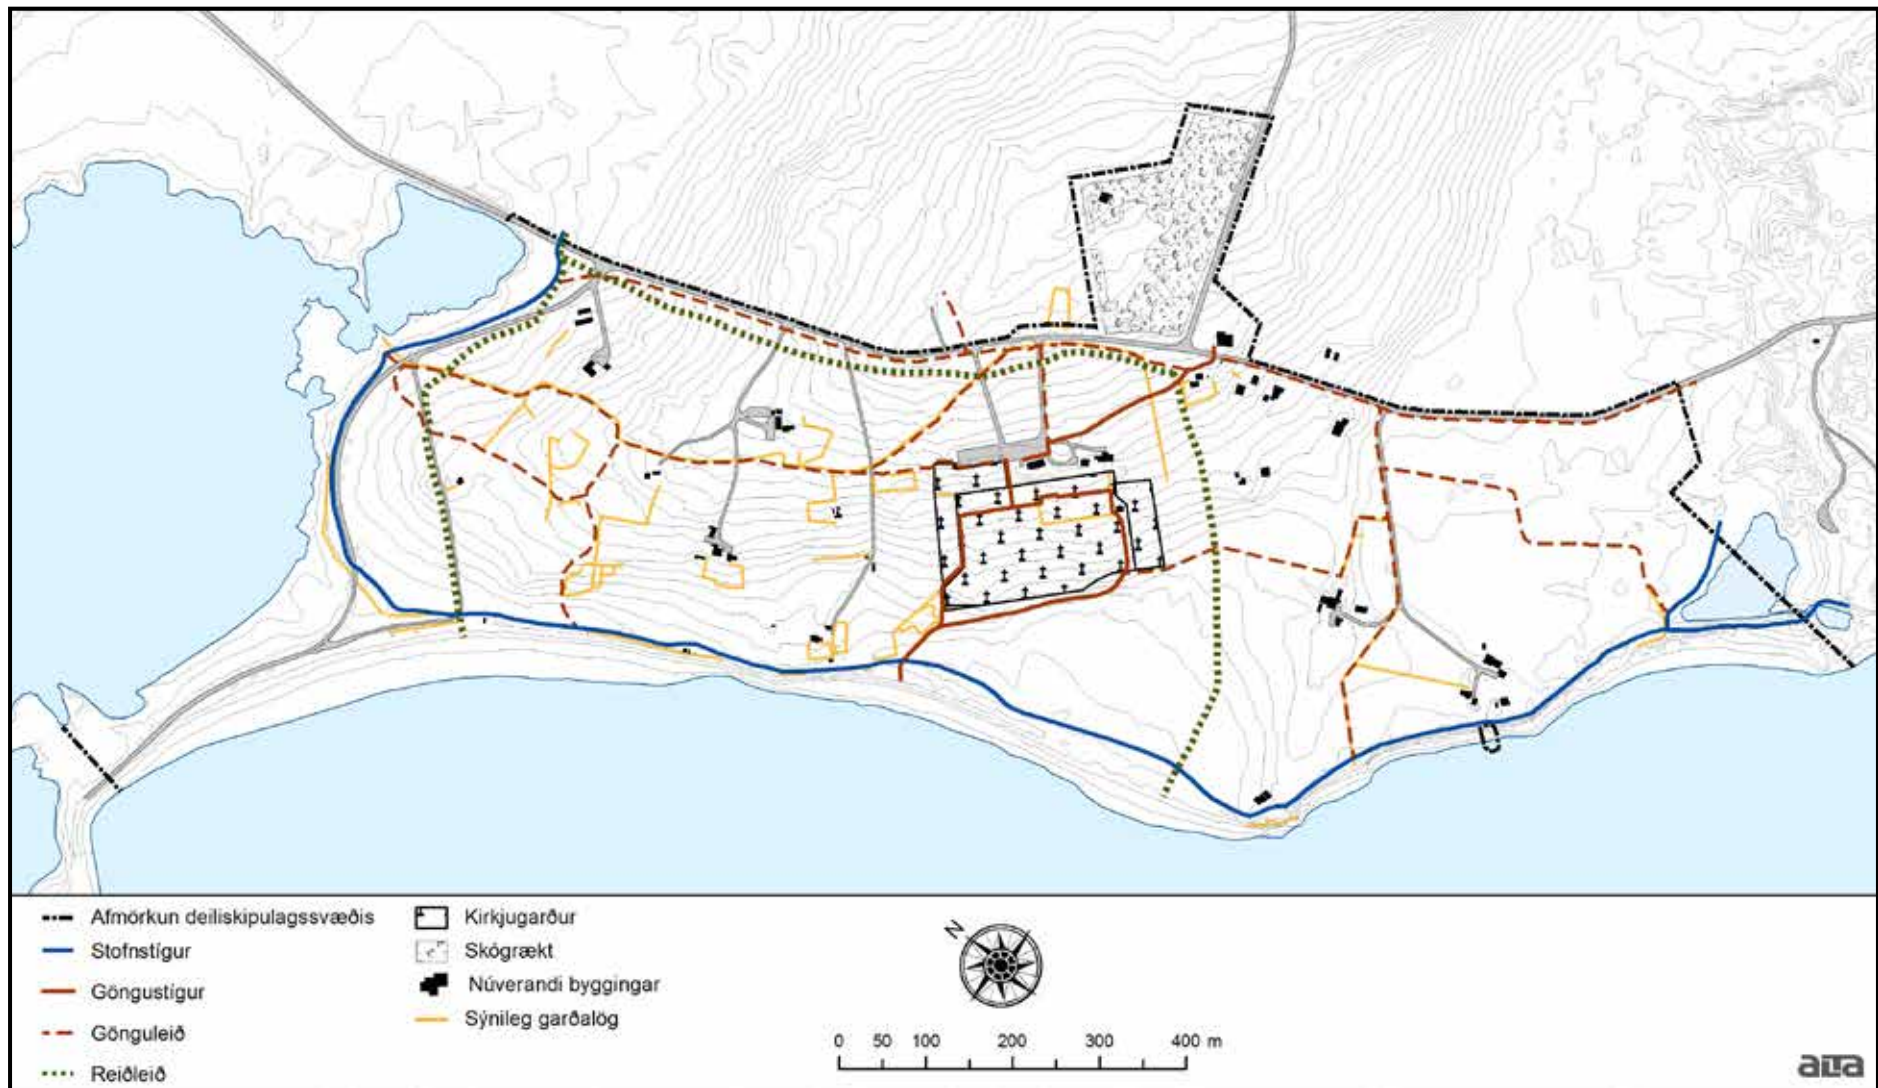 Afmörkun deiliskipulagssvæðis
Stofnstígur
Göngustígur
Gönguleið
Reiðleið
Kirkjugarður
Skógrækt
Núverandi byggingar
Sýnileg garðalög
N
0 50 100 200 300 400 m
alta